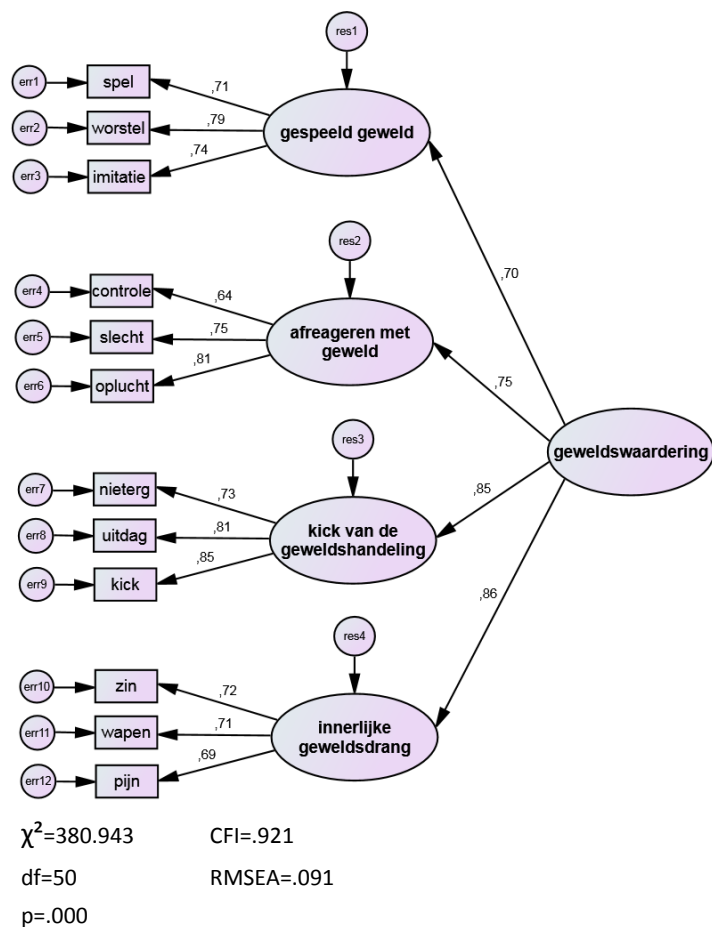 res1
err1
spel
,71
err2
worstel
,79
gespeeld geweld
err3
imitatie
,74
,70
res2
err4
controle
,64
err5
slecht
,75
afreageren met
geweld
err6
oplucht
,81
,75
geweldswaardering
res3
err7
nieterg
,73
err8
uitdag
,81
kick van de
geweldshandeling
err9
kick
,85
,85
,86
res4
err10
zin
,72
err11
wapen
,71
innerlijke
geweldsdrang
err12
pijn
,69
χ²=380.943 CFI=.921
df=50 RMSEA=.091
p=.000